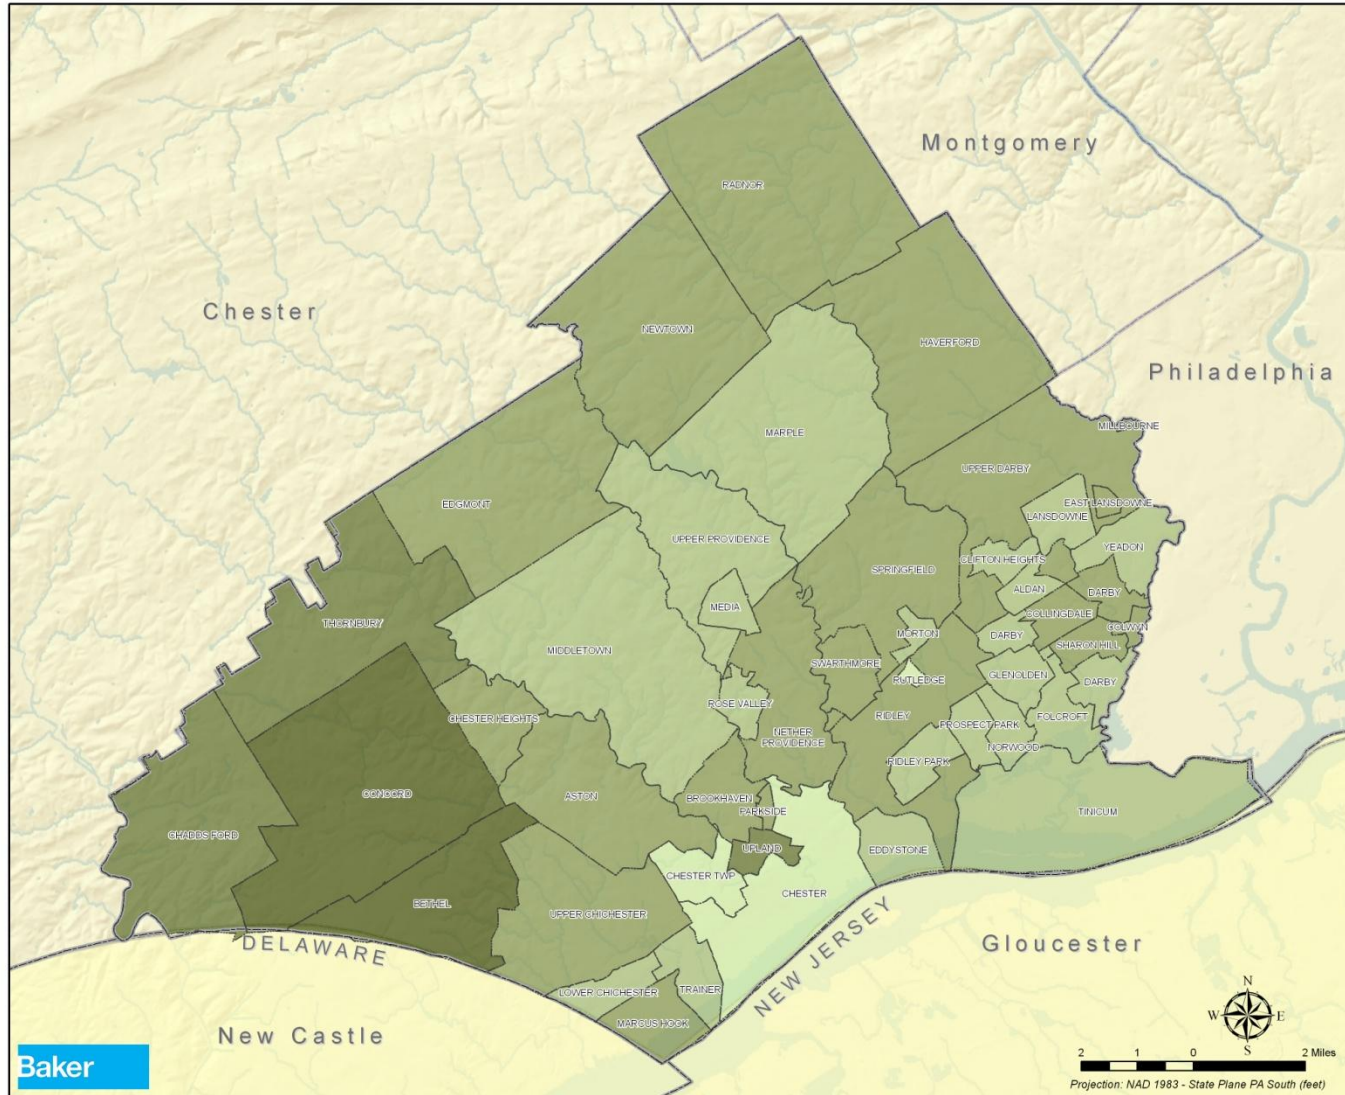 Montgomery
RADNOR
Chester
NEWTOWN
HAVERFORD
Philadelphia
MARPLE
MILLBOURNE
UPPER DARBY
EDGMONT
EAST LANSDOWNE
LANSDOWNE
UPPER PROVIDENCE
YEADON
CLIFTON HEIGHTS
SPRINGFIELD
ALDAN
DARBY
MEDIA
COLLINGDALE
THORNBURY
COLWYN
MORTON
DARBY
SHARON HILL
MIDDLETOWN
SWARTHMORE
GLENOLDEN
RUTLEDGE
DARBY
ROSE VALLEY
CHESTER HEIGHTS
RIDLEY
PROSPECT PARK
FOLCROFT
NETHER
PROVIDENCE
NORWOOD
RIDLEY PARK
CONCORD
ASTON
BROOKHAVEN
PARKSIDE
TINICUM
CHADDS FORD
UPLAND
EDDYSTONE
CHESTER TWP
CHESTER
BETHEL
UPPER CHICHESTER
DELAWARE
NEW JERSEY
Gloucester
LOWER CHICHESTER
TRAINER
MARCUS HOOK
New Castle
N
W E
S
Baker
2 1 0 2 Miles
Projection: NAD 1983 - State Plane PA South (feet)